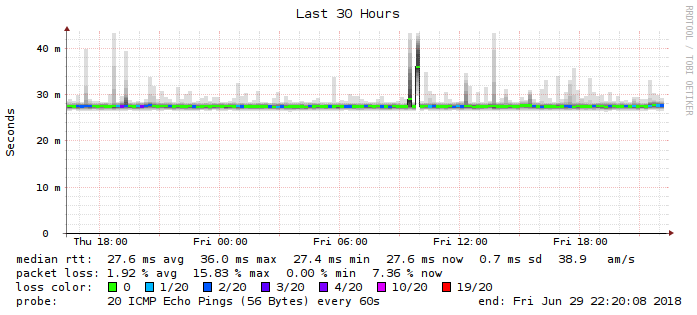 Last 30 Hours
RRDTOOL / TOBI OETIKER
Seconds
40 m
30 m
20 m
10 m
0
Thu 18:00 Fri 00:00 Fri 06:00 Fri 12:00 Fri 18:00
median rtt: 27.6 ms avg 36.0 ms max 27.4 ms min 27.6 ms now 0.7 ms sd 38.9 am/s
packet loss: 1.92 % avg 15.83 % max 0.00 % min 7.36 % now
loss color: 0 1/20 2/20 3/20 4/20 10/20 19/20
probe: 20 ICMP Echo Pings (56 Bytes) every 60s end: Fri Jun 29 22:20:08 2018